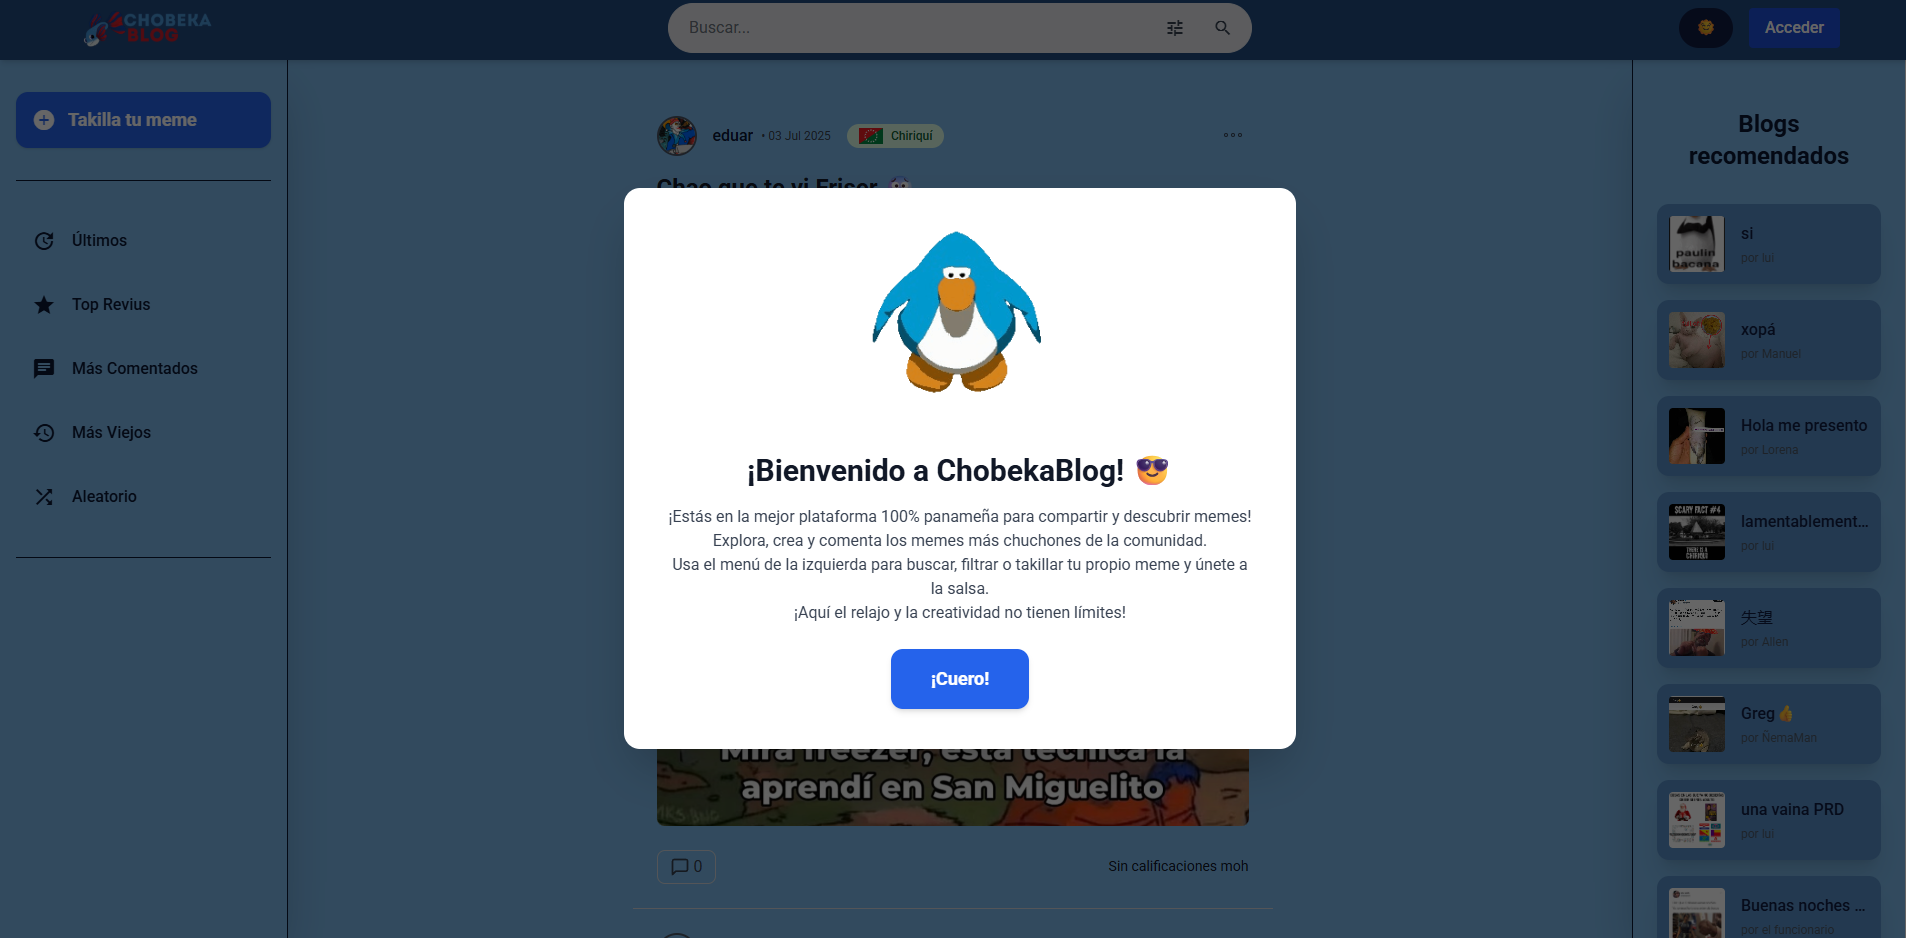 CHOBEKA
BLOG
Buscar...
Acceder
Takilla tu meme
Últimos
Top Revius
Más Comentados
Más Viejos
Aleatorio
eduar
• 03 Jul 2025
Chiriquí
¡Bienvenido a ChobekaBlog! 😎
¡Estás en la mejor plataforma 100% panameña para compartir y descubrir memes!
Explora, crea y comenta los memes más chuchones de la comunidad.
Usa el menú de la izquierda para buscar, filtrar o takillar tu propio meme y únete a
la salsa.
¡Aquí el relajo y la creatividad no tienen límites!
¡Cuero!
Mira freezer, esta técnica la
aprendí en San Miguelito
0
Sin calificaciones moh
Blogs
recomendados
paulin
bacana
si
por lui
xopá
por Manuel
Hola me presento
por Lorena
SCARY FACT #4
lamentablement...
por lui
失望
por Allen
Greg👍
por ÑemaMan
una vaina PRD
por lui
Buenas noches ...
por el funcionario